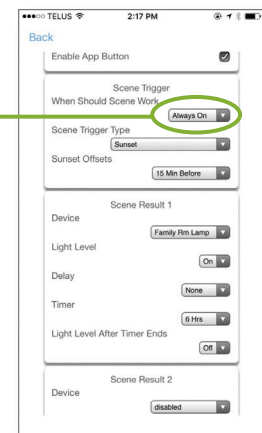 TELUS 2:17 PM
Back
Enable App Button
Scene Trigger
When Should Scene Work
Always On
Scene Trigger Type
Sunset
Sunset Offsets
15 Min Before
Scene Result 1
Device
Family Rm Lamp
Light Level
On
Delay
None
Timer
6 Hrs
Light Level After Timer Ends
Off
Scene Result 2
Device
disabled